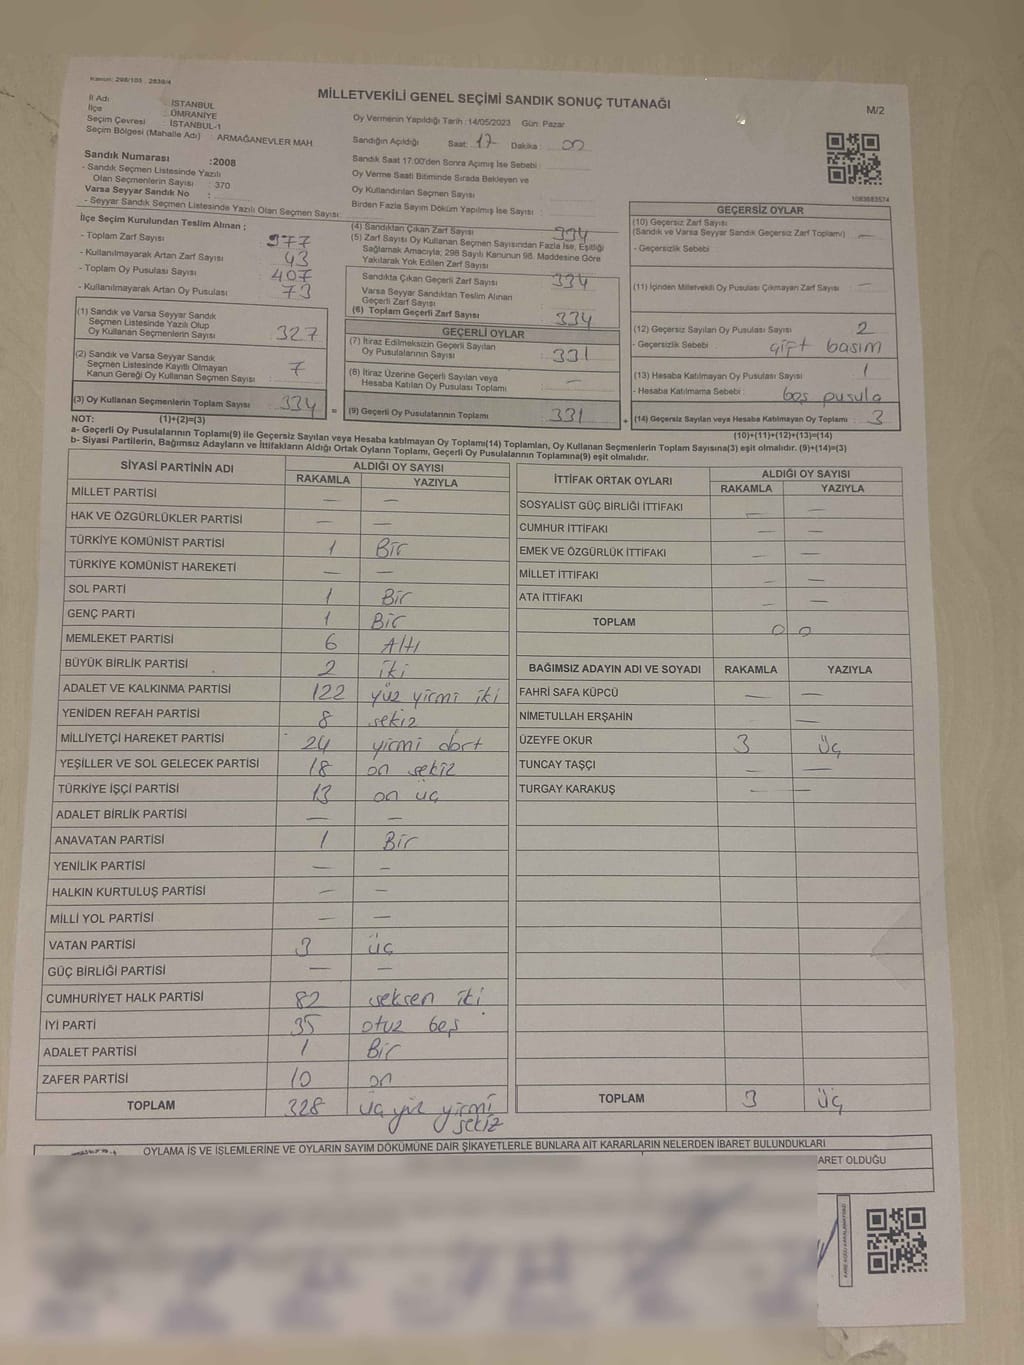 Kanun: 298/105 2839/4
MİLLETVEKİLİ GENEL SEÇİMİ SANDIK SONUÇ TUTANAĞI
M/2
İl Adı : İSTANBUL
İlçe : ÜMRANİYE
Seçim Çevresi : İSTANBUL-1
Seçim Bölgesi (Mahalle Adı) : ARMAĞANEVLER MAH
Sandık Numarası :2008
- Sandık Seçmen Listesinde Yazılı
Olan Seçmenlerin Sayısı : 370
Varsa Seyyar Sandık No :
- Seyyar Sandık Seçmen Listesinde Yazılı Olan Seçmen Sayısı:
Oy Vermenin Yapıldığı Tarih :14/05/2023 Gün: Pazar
Sandığın Açıldığı Saat: 17 Dakika: 00
Sandık Saat 17:00'den Sonra Açımış İse Sebebi :
Oy Verme Saati Bitiminde Sırada Bekleyen ve
Oy Kullandırılan Seçmen Sayısı :
Birden Fazla Sayım Döküm Yapılmış İse Sayısı :
1083683574
İlçe Seçim Kurulundan Teslim Alınan ;
- Toplam Zarf Sayısı : 377
- Kullanılmayarak Artan Zarf Sayısı : 43
- Toplam Oy Pusulası Sayısı : 407
- Kullanılmayarak Artan Oy Pusulası : 73
(1) Sandık ve Varsa Seyyar Sandık
Seçmen Listesinde Yazılı Olup
Oy Kullanan Seçmenlerin Sayısı : 327
(2) Sandık ve Varsa Seyyar Sandık
Seçmen Listesinde Kayıtlı Olmayan
Kanun Gereği Oy Kullanan Seçmen Sayısı : 7
(3) Oy Kullanan Seçmenlerin Toplam Sayısı : 334
(4) Sandıktan Çıkan Zarf Sayısı : 334
(5) Zarf Sayısı Oy Kullanan Seçmen Sayısından Fazla İse, Eşitliği
Sağlamak Amacıyla; 298 Sayılı Kanunun 98. Maddesine Göre
Yakılarak Yok Edilen Zarf Sayısı :
Sandıkta Çıkan Geçerli Zarf Sayısı : 334
Varsa Seyyar Sandıktan Teslim Alınan
Geçerli Zarf Sayısı :
(6) Toplam Geçerli Zarf Sayısı : 334
GEÇERLİ OYLAR
(7) İtiraz Edilmeksizin Geçerli Sayılan
Oy Pusulalarının Sayısı : 331
(8) İtiraz Üzerine Geçerli Sayılan veya
Hesaba Katılan Oy Pusulası Toplamı : —
= (9) Geçerli Oy Pusulalarının Toplamı : 331
GEÇERSİZ OYLAR
(10) Geçersiz Zarf Sayısı :
(Sandık ve Varsa Seyyar Sandık Geçersiz Zarf Toplamı) —
- Geçersizlik Sebebi :
(11) İçinden Milletvekili Oy Pusulası Çıkmayan Zarf Sayısı : —
(12) Geçersiz Sayılan Oy Pusulası Sayısı : 2
- Geçersizlik Sebebi : çift basım
(13) Hesaba Katılmayan Oy Pusulası Sayısı : 1
- Hesaba Katılmama Sebebi : boş pusula
+ (14) Geçersiz Sayılan veya Hesaba Katılmayan Oy Toplamı : 3
NOT: (1)+(2)=(3)
(10)+(11)+(12)+(13)=(14)
a- Geçerli Oy Pusulalarının Toplamı(9) ile Geçersiz Sayılan veya Hesaba katılmayan Oy Toplamı(14) Toplamları, Oy Kullanan Seçmenlerin Toplam Sayısına(3) eşit olmalıdır. (9)+(14)=(3)
b- Siyasi Partilerin, Bağımsız Adayların ve İttifakların Aldığı Ortak Oyların Toplamı, Geçerli Oy Pusulalarının Toplamına(9) eşit olmalıdır.
SİYASİ PARTİNİN ADI ALDIĞI OY SAYISI
RAKAMLA YAZIYLA
MİLLET PARTİSİ — —
HAK VE ÖZGÜRLÜKLER PARTİSİ — —
TÜRKİYE KOMÜNİST PARTİSİ 1 Bir
TÜRKİYE KOMÜNİST HAREKETİ — —
SOL PARTİ 1 Bir
GENÇ PARTİ 1 Bir
MEMLEKET PARTİSİ 6 Altı
BÜYÜK BİRLİK PARTİSİ 2 iki
ADALET VE KALKINMA PARTİSİ 122 yüz yirmi iki
YENİDEN REFAH PARTİSİ 8 sekiz
MİLLİYETÇİ HAREKET PARTİSİ 24 yirmi dört
YEŞİLLER VE SOL GELECEK PARTİSİ 18 on sekiz
TÜRKİYE İŞÇİ PARTİSİ 13 on üç
ADALET BİRLİK PARTİSİ — —
ANAVATAN PARTİSİ 1 Bir
YENİLİK PARTİSİ — —
HALKIN KURTULUŞ PARTİSİ — —
MİLLİ YOL PARTİSİ — —
VATAN PARTİSİ 3 üç
GÜÇ BİRLİĞİ PARTİSİ — —
CUMHURİYET HALK PARTİSİ 82 seksen iki
İYİ PARTİ 35 otuz beş
ADALET PARTİSİ 1 Bir
ZAFER PARTİSİ 10 on
TOPLAM 328 üç yüz yirmi
sekiz
İTTİFAK ORTAK OYLARI ALDIĞI OY SAYISI
RAKAMLA YAZIYLA
SOSYALİST GÜÇ BİRLİĞİ İTTİFAKI — —
CUMHUR İTTİFAKI — —
EMEK VE ÖZGÜRLÜK İTTİFAKI — —
MİLLET İTTİFAKI — —
ATA İTTİFAKI — —
TOPLAM 0 0
BAĞIMSIZ ADAYIN ADI VE SOYADI RAKAMLA YAZIYLA
FAHRİ SAFA KÜPCÜ — —
NİMETULLAH ERŞAHİN —
ÜZEYFE OKUR 3 üç
TUNCAY TAŞÇI — —
TURGAY KARAKUŞ — —
TOPLAM 3 üç
OYLAMA İŞ VE İŞLEMLERİNE VE OYLARIN SAYIM DÖKÜMÜNE DAİR ŞİKAYETLERLE BUNLARA AİT KARARLARIN NELERDEN İBARET BULUNDUKLARI
ARET OLDUĞU